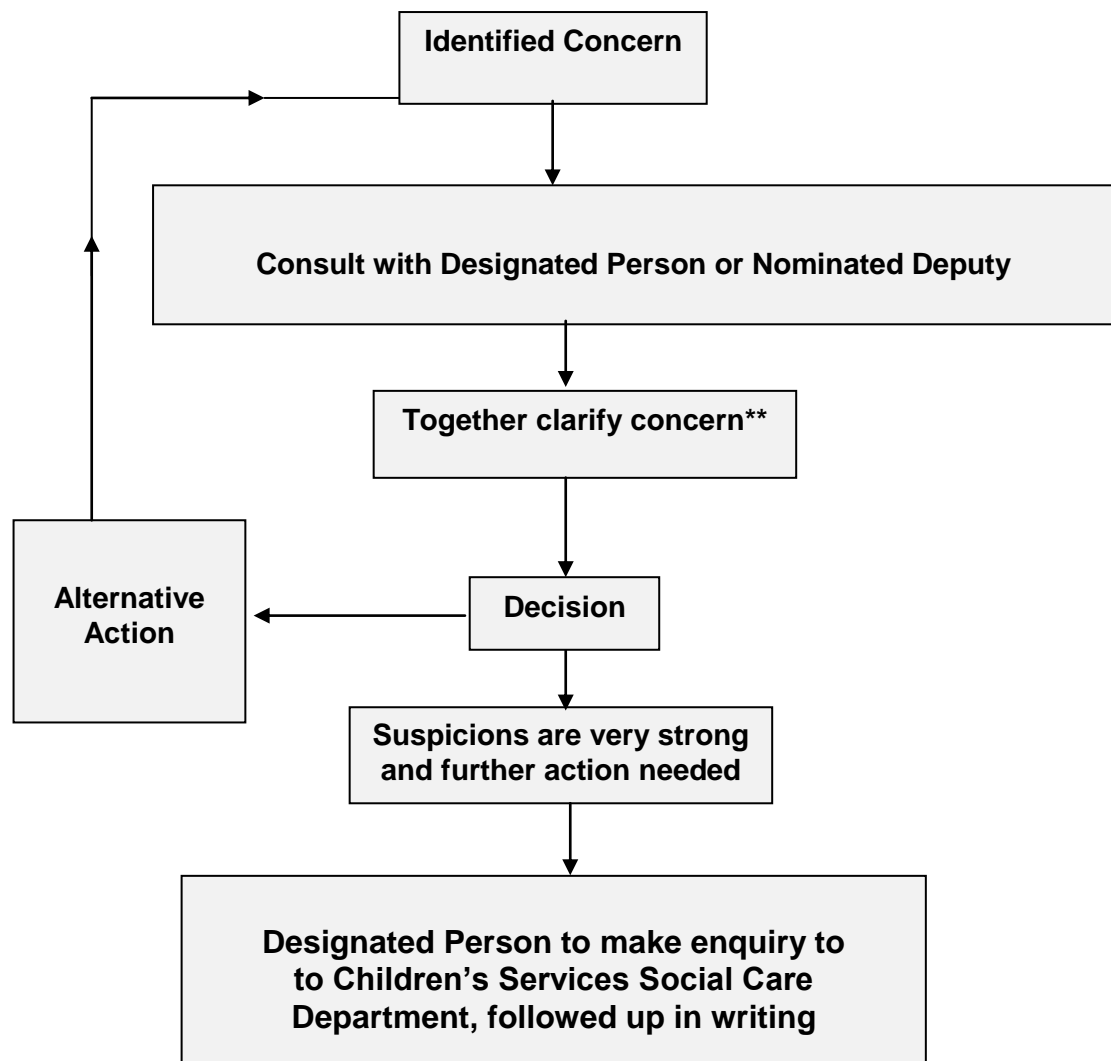 Identified Concern
Consult with Designated Person or Nominated Deputy
Together clarify concern**
Alternative
Action
Decision
Suspicions are very strong
and further action needed
Designated Person to make enquiry to
to Children’s Services Social Care
Department, followed up in writing